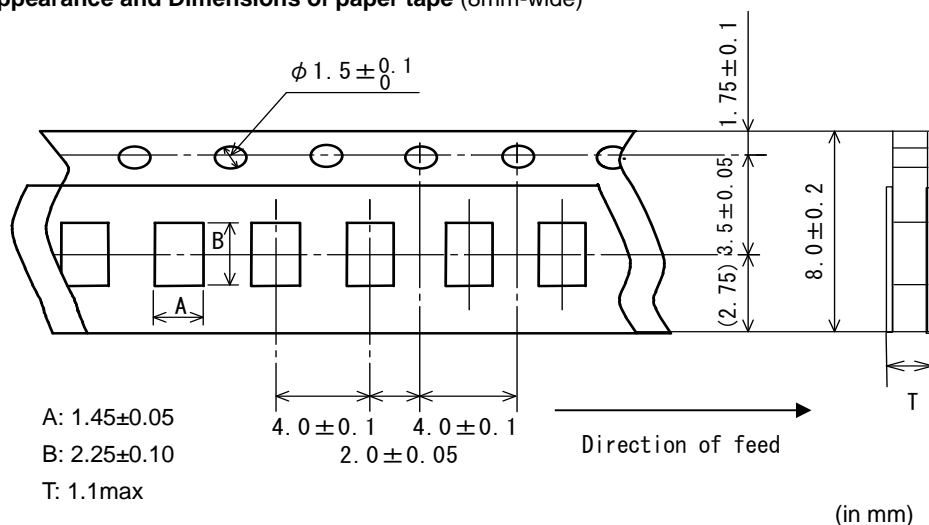 ppearance and Dimensions of paper tape (8mm-wide)
φ1.5±0.1 0
1.75±0.1
3.5±0.05
(2.75)
8.0±0.2
B
A
T
4.0±0.1 4.0±0.1
2.0±0.05
Direction of feed
A: 1.45±0.05
B: 2.25±0.10
T: 1.1max
(in mm)